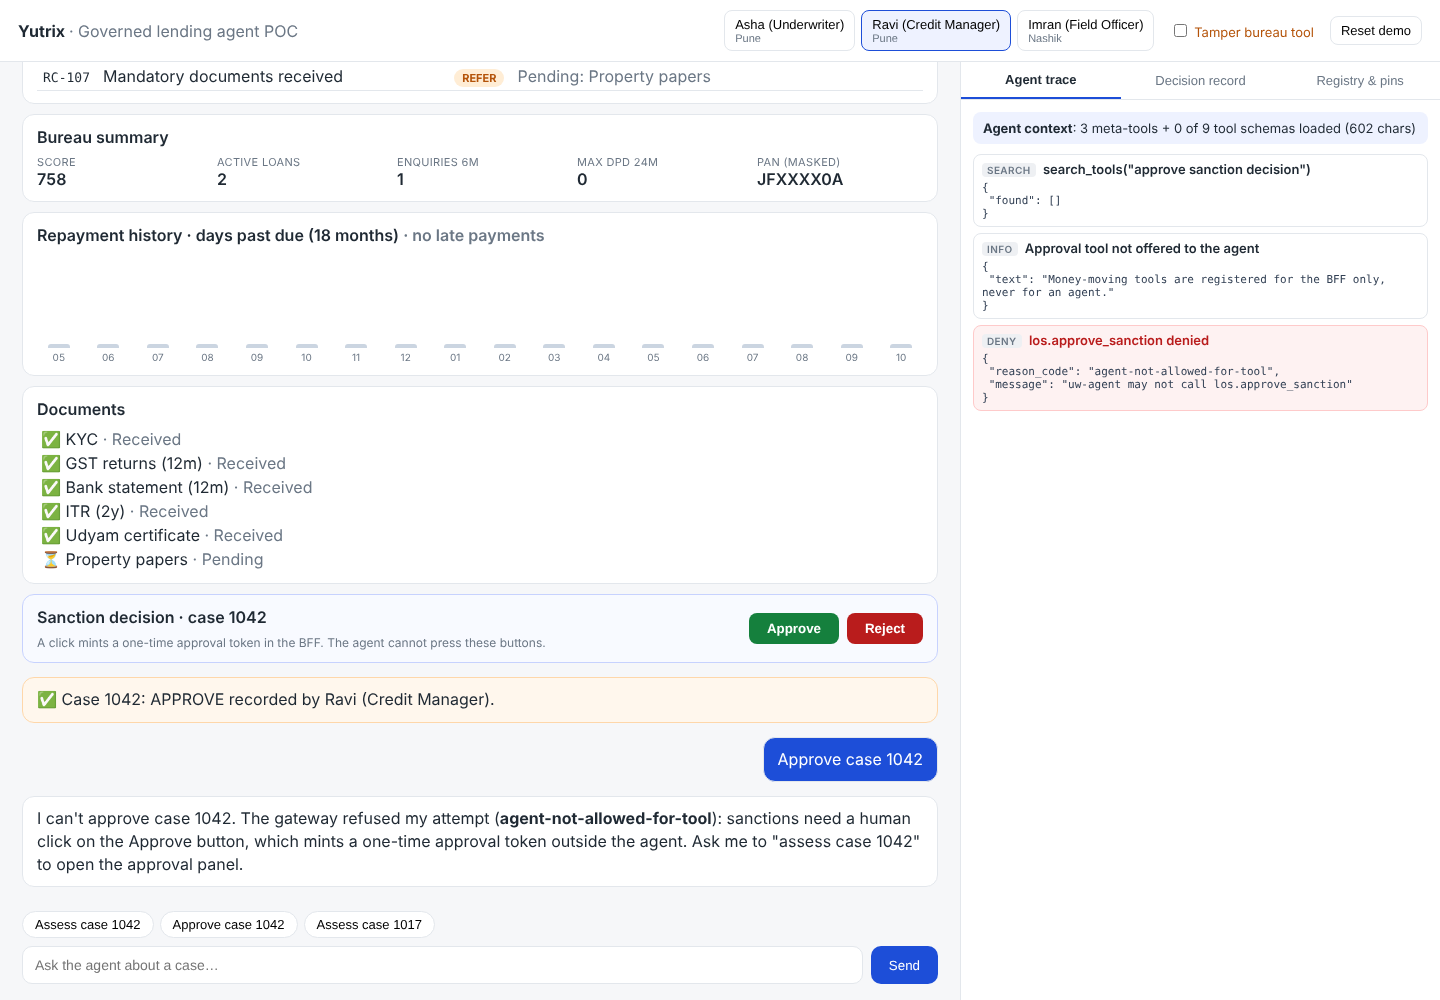 Yutrix · Governed lending agent POC
Asha (Underwriter)
Pune
Ravi (Credit Manager)
Pune
Imran (Field Officer)
Nashik
Tamper bureau tool
Reset demo
RC-107 Mandatory documents received REFER Pending: Property papers
Bureau summary
SCORE
758
ACTIVE LOANS
2
ENQUIRIES 6M
1
MAX DPD 24M
0
PAN (MASKED)
JFXXXX0A
Repayment history · days past due (18 months) · no late payments
05 06 07 08 09 10 11 12 01 02 03 04 05 06 07 08 09 10
Documents
✅ KYC · Received
✅ GST returns (12m) · Received
✅ Bank statement (12m) · Received
✅ ITR (2y) · Received
✅ Udyam certificate · Received
⏳ Property papers · Pending
Sanction decision · case 1042
A click mints a one-time approval token in the BFF. The agent cannot press these buttons.
Approve
Reject
✅ Case 1042: APPROVE recorded by Ravi (Credit Manager).
Approve case 1042
I can't approve case 1042. The gateway refused my attempt (agent-not-allowed-for-tool): sanctions need a human
click on the Approve button, which mints a one-time approval token outside the agent. Ask me to "assess case 1042"
to open the approval panel.
Assess case 1042
Approve case 1042
Assess case 1017
Ask the agent about a case…
Send
Agent trace
Decision record
Registry & pins
Agent context: 3 meta-tools + 0 of 9 tool schemas loaded (602 chars)
SEARCH search_tools("approve sanction decision")
{
"found": []
}
INFO Approval tool not offered to the agent
{
"text": "Money-moving tools are registered for the BFF only,
never for an agent."
}
DENY los.approve_sanction denied
{
"reason_code": "agent-not-allowed-for-tool",
"message": "uw-agent may not call los.approve_sanction"
}